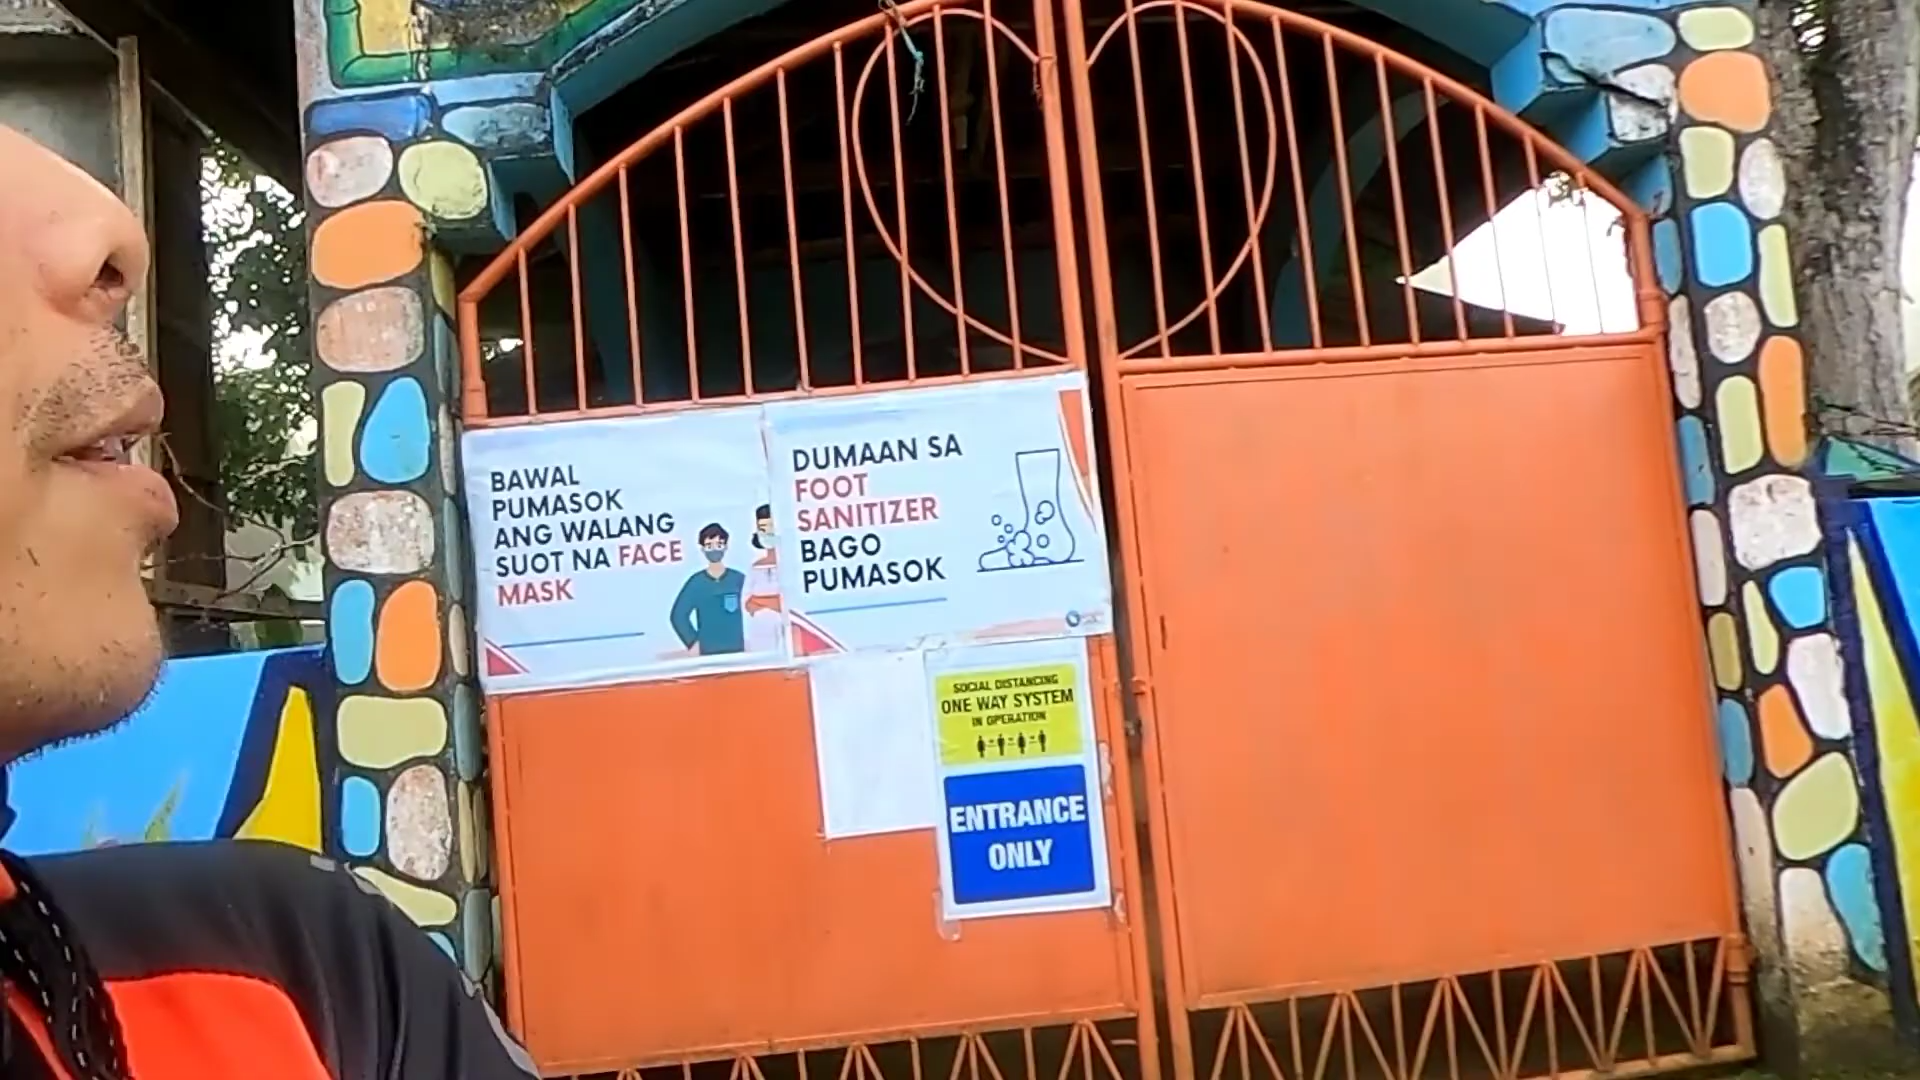 BAWAL
PUMASOK
ANG WALANG
SUOT NA FACE
MASK
DUMAAN SA
FOOT
SANITIZER
BAGO
PUMASOK
SOCIAL DISTANCING
ONE WAY SYSTEM
IN OPERATION
ENTRANCE
ONLY